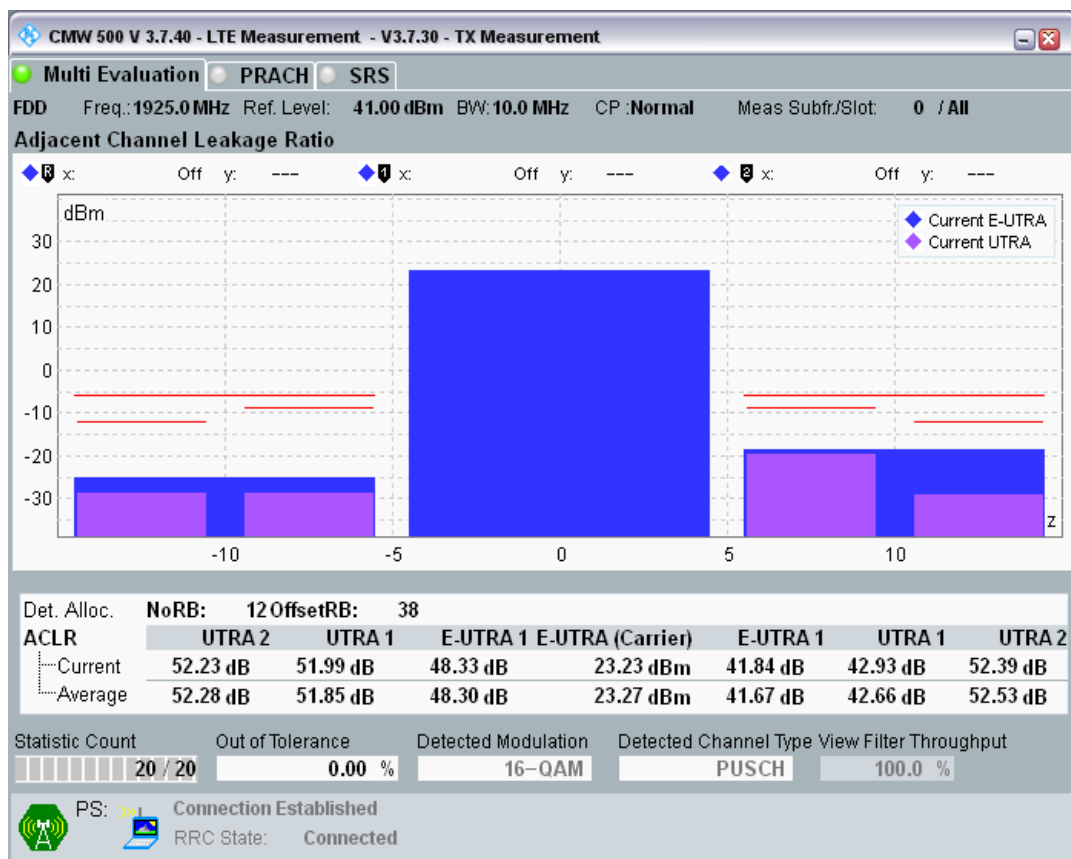 CMW 500 V 3.7.40 - LTE Measurement - V3.7.30 - TX Measurement
Multi Evaluation PRACH SRS
FDD Freq.: 1925.0 MHz Ref. Level: 41.00 dBm BW: 10.0 MHz CP :Normal Meas Subfr./Slot: 0 / All
Adjacent Channel Leakage Ratio
R x: Off y: --- 1 x: Off y: --- 2 x: Off y: ---
dBm
Current E-UTRA
Current UTRA
30
20
10
0
-10
-20
-30
z
-10 -5 0 5 10
Det. Alloc. NoRB: 12 OffsetRB: 38
ACLR UTRA 2 UTRA 1 E-UTRA 1 E-UTRA (Carrier) E-UTRA 1 UTRA 1 UTRA 2
Current 52.23 dB 51.99 dB 48.33 dB 23.23 dBm 41.84 dB 42.93 dB 52.39 dB
Average 52.28 dB 51.85 dB 48.30 dB 23.27 dBm 41.67 dB 42.66 dB 52.53 dB
Statistic Count Out of Tolerance Detected Modulation Detected Channel Type View Filter Throughput
20 / 20 0.00 % 16-QAM PUSCH 100.0 %
PS: Connection Established
RRC State: Connected